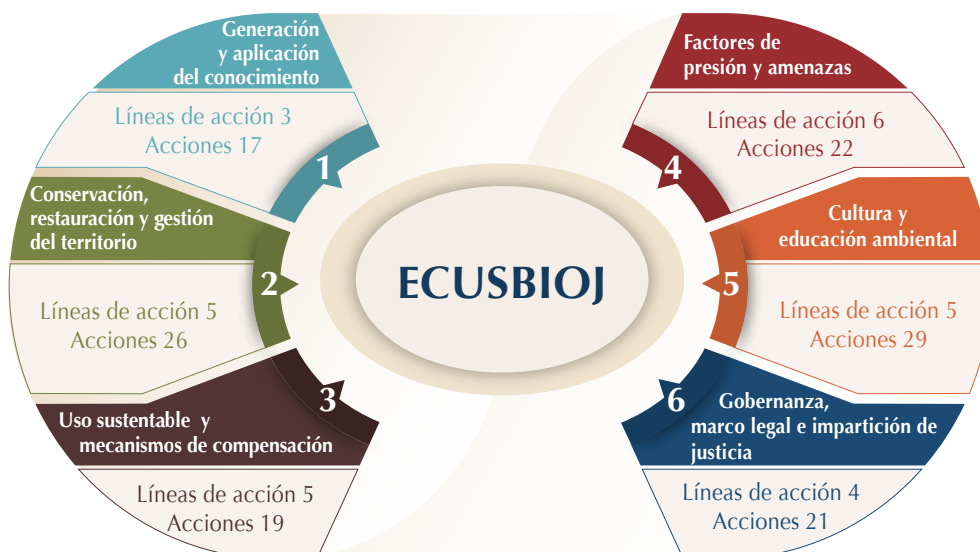 Generación
y aplicación
del conocimiento
Líneas de acción 3
Acciones 17
1
Conservación,
restauración y gestión
del territorio
Líneas de acción 5
Acciones 26
2
Uso sustentable y
mecanismos de compensación
Líneas de acción 5
Acciones 19
3
ECUSBIOJ
Factores de
presión y amenazas
Líneas de acción 6
Acciones 22
4
Cultura y
educación ambiental
Líneas de acción 5
Acciones 29
5
Gobernanza,
marco legal e impartición de
justicia
Líneas de acción 4
Acciones 21
6